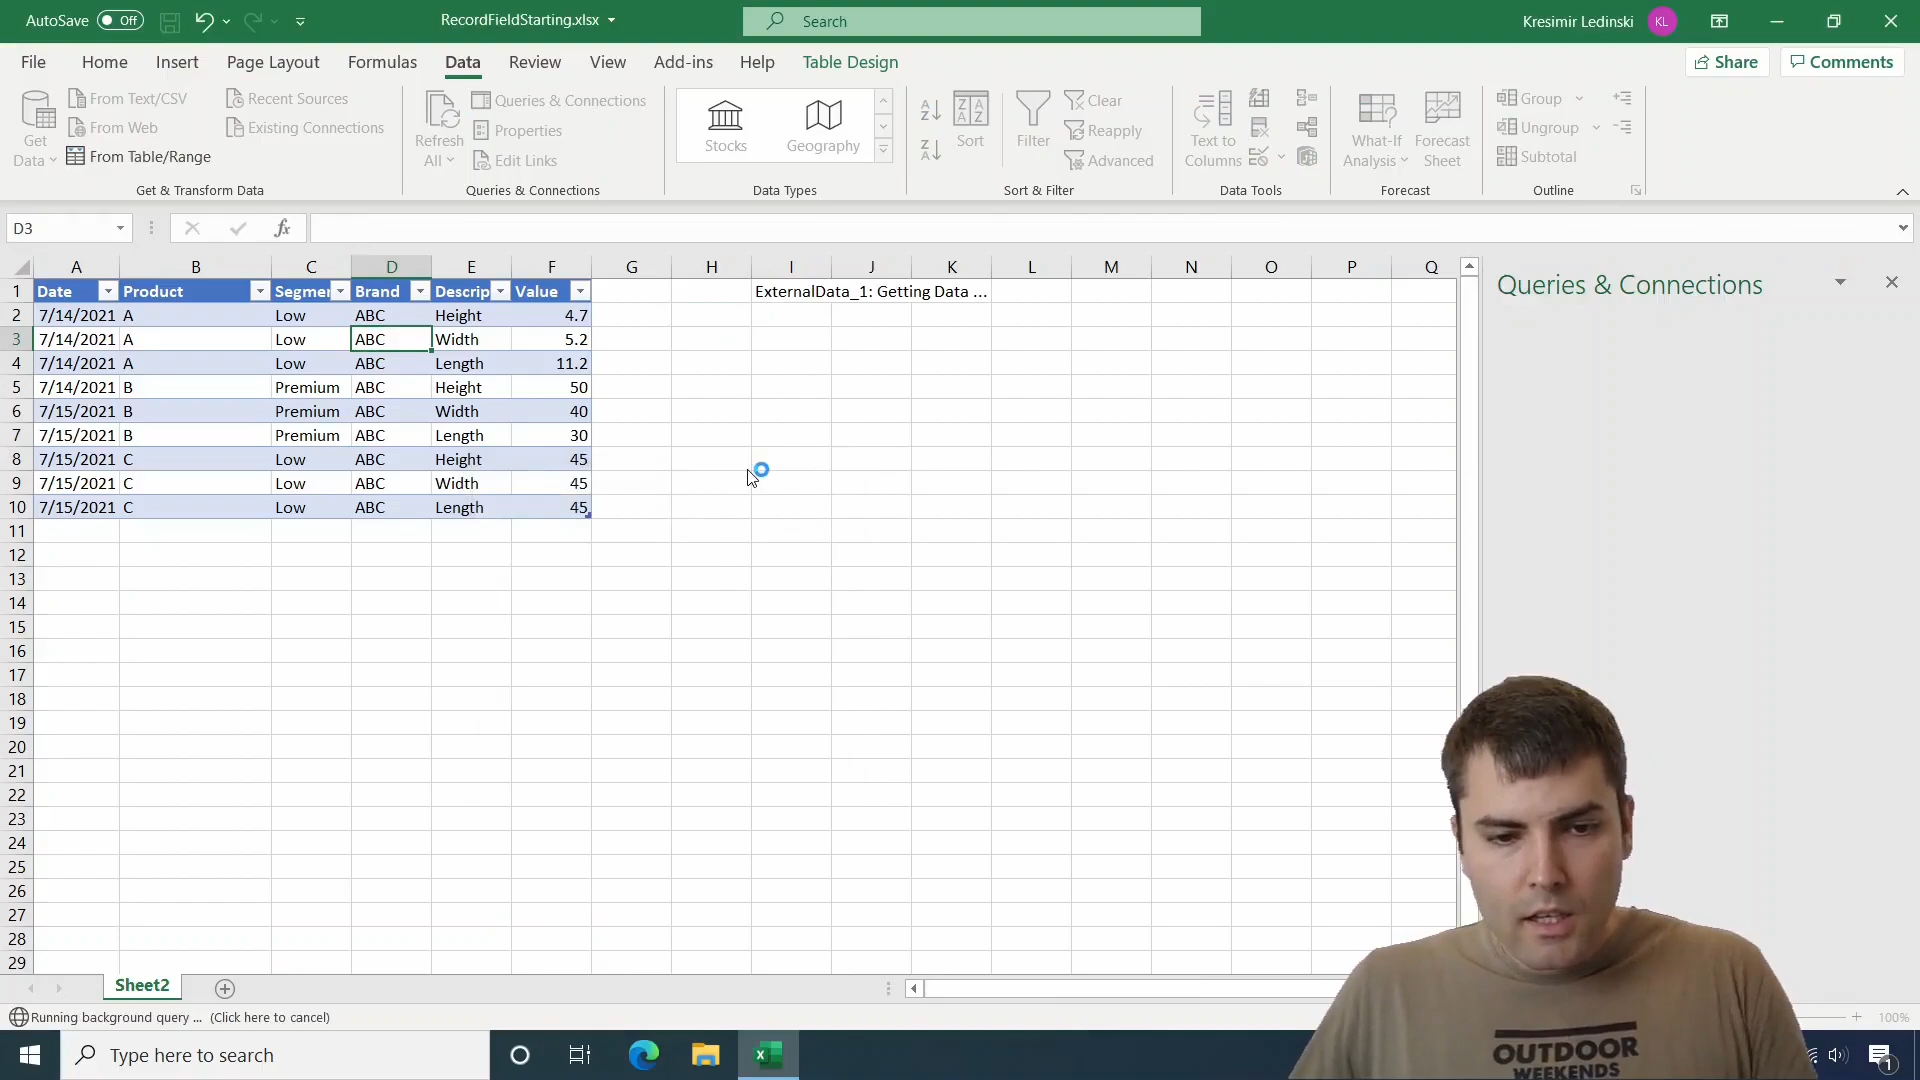 AutoSave Off RecordFieldStarting.xlsx Search Kresimir Ledinski KL
File Home Insert Page Layout Formulas Data Review View Add-ins Help Table Design Share Comments
Get Data
From Text/CSV
From Web
From Table/Range
Recent Sources
Existing Connections
Get & Transform Data
Refresh All
Queries & Connections
Properties
Edit Links
Queries & Connections
Stocks
Geography
Data Types
Sort
Filter
Clear
Reapply
Advanced
Sort & Filter
Text to Columns
Data Tools
What-If Analysis
Forecast Sheet
Forecast
Group
Ungroup
Subtotal
Outline
D3 fx
A B C D E F G H I J K L M N O P Q
1 Date Product Segmer Brand Descrip Value ExternalData_1: Getting Data ...
2 7/14/2021 A Low ABC Height 4.7
3 7/14/2021 A Low ABC Width 5.2
4 7/14/2021 A Low ABC Length 11.2
5 7/14/2021 B Premium ABC Height 50
6 7/15/2021 B Premium ABC Width 40
7 7/15/2021 B Premium ABC Length 30
8 7/15/2021 C Low ABC Height 45
9 7/15/2021 C Low ABC Width 45
10 7/15/2021 C Low ABC Length 45
11
12
13
14
15
16
17
18
19
20
21
22
23
24
25
26
27
28
29
Queries & Connections
Sheet2
Running background query ... (Click here to cancel) 100%
Type here to search
1
OUTDOOR
WEEKENDS